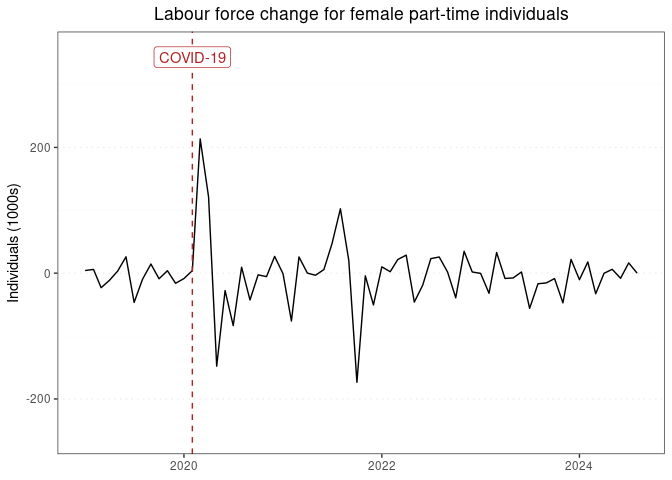 Labour force change for female part-time individuals
COVID-19
Individuals (1000s)
200
0
-200
2020
2022
2024